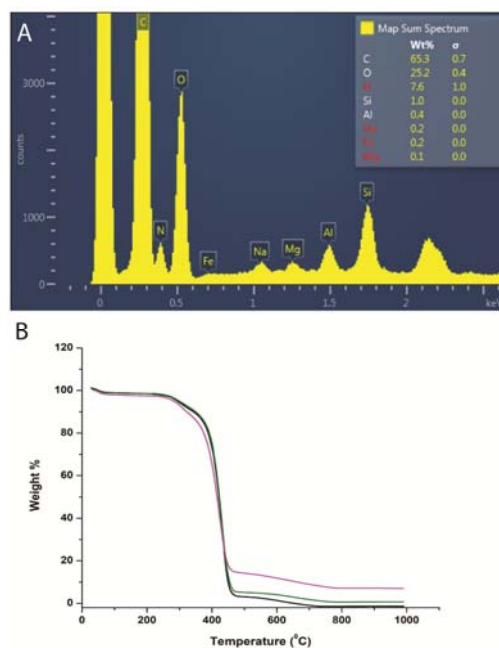 A
Map Sum Spectrum
Wt% σ
C 65.3 0.7
O 25.2 0.4
N 7.6 1.0
Si 1.0 0.0
Al 0.4 0.0
0.2 0.0
0.2 0.0
0.1 0.0
counts
3000
1000
0
C
O
N
Fe
Na
Mg
Al
Si
0 0.5 1 1.5 2
keV
B
120
100
80
60
40
20
0
Weight %
0 200 400 600 800 1000
Temperature (⁰C)